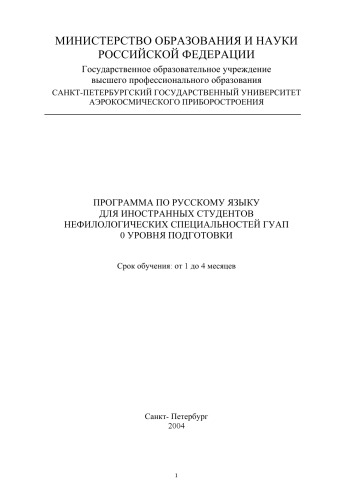 МИНИСТЕРСТВО ОБРАЗОВАНИЯ И НАУКИ
РОССИЙСКОЙ ФЕДЕРАЦИИ
Государственное образовательное учреждение
высшего профессионального образования
САНКТ-ПЕТЕРБУРГСКИЙ ГОСУДАРСТВЕННЫЙ УНИВЕРСИТЕТ
АЭРОКОСМИЧЕСКОГО ПРИБОРОСТРОЕНИЯ
ПРОГРАММА ПО РУССКОМУ ЯЗЫКУ
ДЛЯ ИНОСТРАННЫХ СТУДЕНТОВ
НЕФИЛОЛОГИЧЕСКИХ СПЕЦИАЛЬНОСТЕЙ ГУАП
0 УРОВНЯ ПОДГОТОВКИ
Срок обучения: от 1 до 4 месяцев
Санкт- Петербург
2004
1